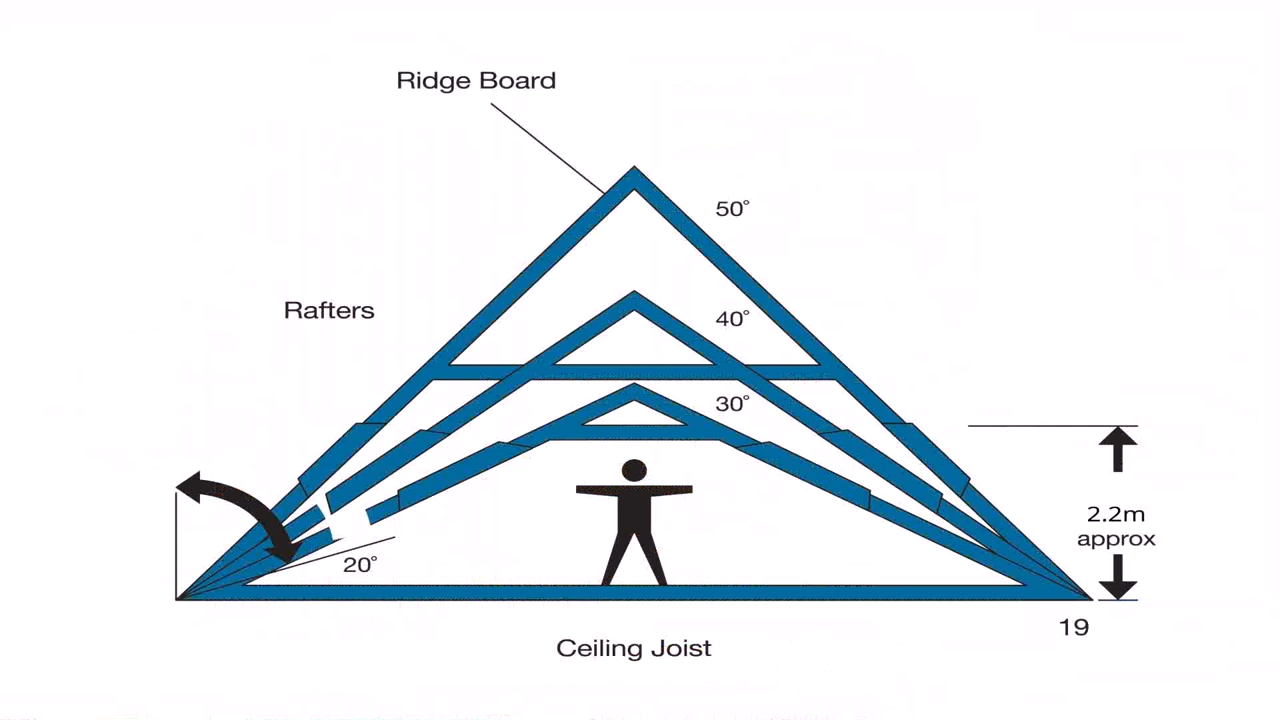 Ridge Board
50°
Rafters
40°
30°
2.2m
approx
20°
19
Ceiling Joist